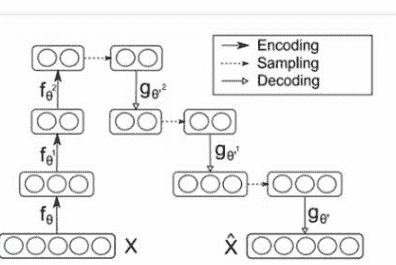 Encoding
Sampling
Decoding
fθ²
gθ'²
fθ¹
gθ'¹
fθ
gθ'
X
X̂